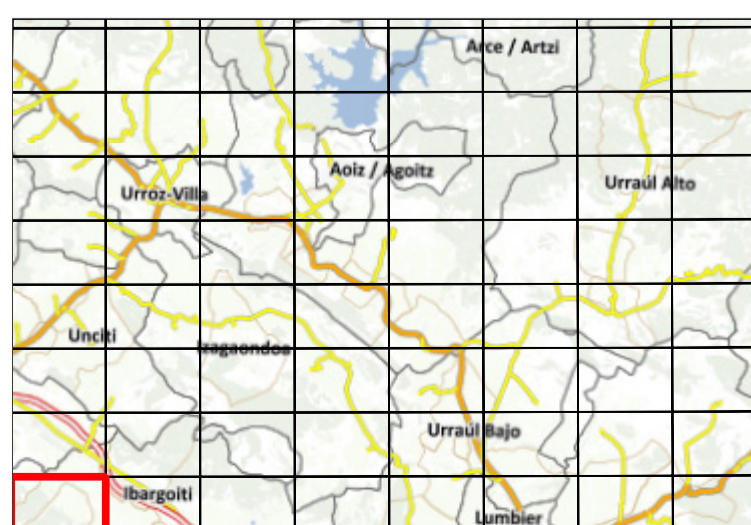 Arce / Artzi
Aoiz / Agoitz
Urraúl Alto
Urroz-Villa
Unciti
Izagaondoa
Urraúl Bajo
Ibargoiti
Lumbier